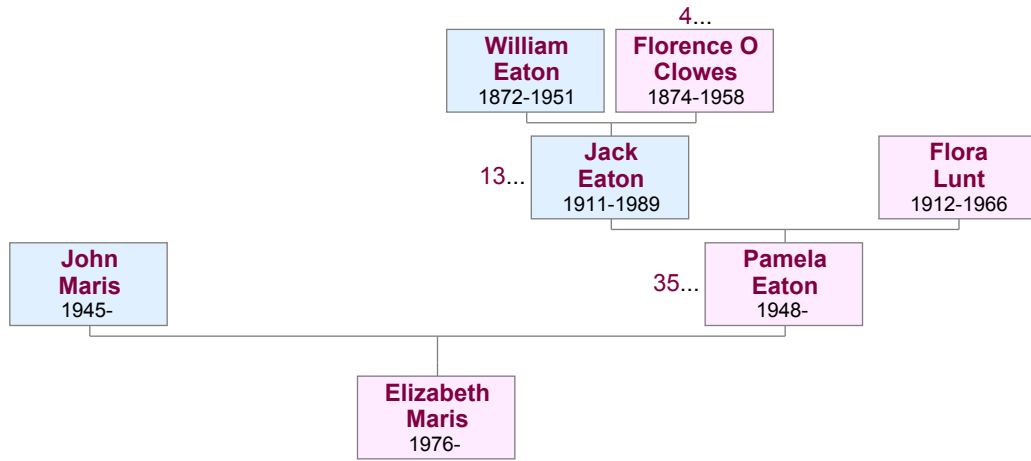 4...
William
Eaton
1872-1951
Florence O
Clowes
1874-1958
13...
Jack
Eaton
1911-1989
Flora
Lunt
1912-1966
John
Maris
1945-
35...
Pamela
Eaton
1948-
Elizabeth
Maris
1976-